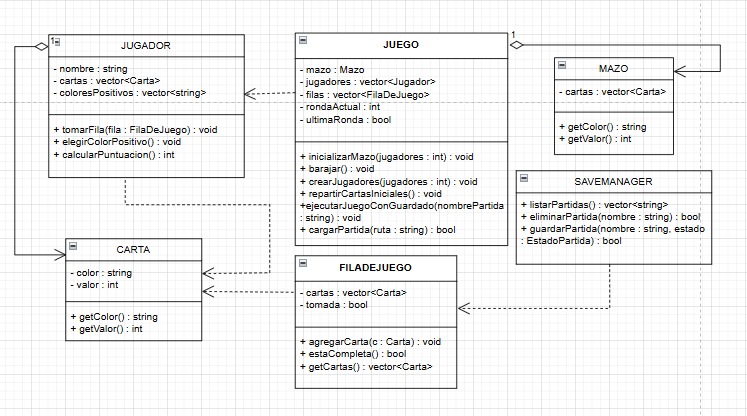 1
JUGADOR
- nombre : string
- cartas : vector<Carta>
- coloresPositivos : vector<string>
+ tomarFila(fila : FilaDeJuego) : void
+ elegirColorPositivo() : void
+ calcularPuntuacion() : int
JUEGO
1
- mazo : Mazo
- jugadores : vector<Jugador>
- filas : vector<FilaDeJuego>
- rondaActual : int
- ultimaRonda : bool
+ inicializarMazo(jugadores : int) : void
+ barajar() : void
+ crearJugadores(jugadores : int) : void
+ repartirCartasIniciales() : void
+ejecutarJuegoConGuardado(nombrePartida
: string) : void
+ cargarPartida(ruta : string) : bool
MAZO
- cartas : vector<Carta>
+ getColor() : string
+ getValor() : int
SAVEMANAGER
+ listarPartidas() : vector<string>
+ eliminarPartida(nombre : string) : bool
+ guardarPartida(nombre : string, estado
: EstadoPartida) : bool
CARTA
- color : string
- valor : int
+ getColor() : string
+ getValor() : int
FILADEJUEGO
- cartas : vector<Carta>
- tomada : bool
+ agregarCarta(c : Carta) : void
+ estaCompleta() : bool
+ getCartas() : vector<Carta>